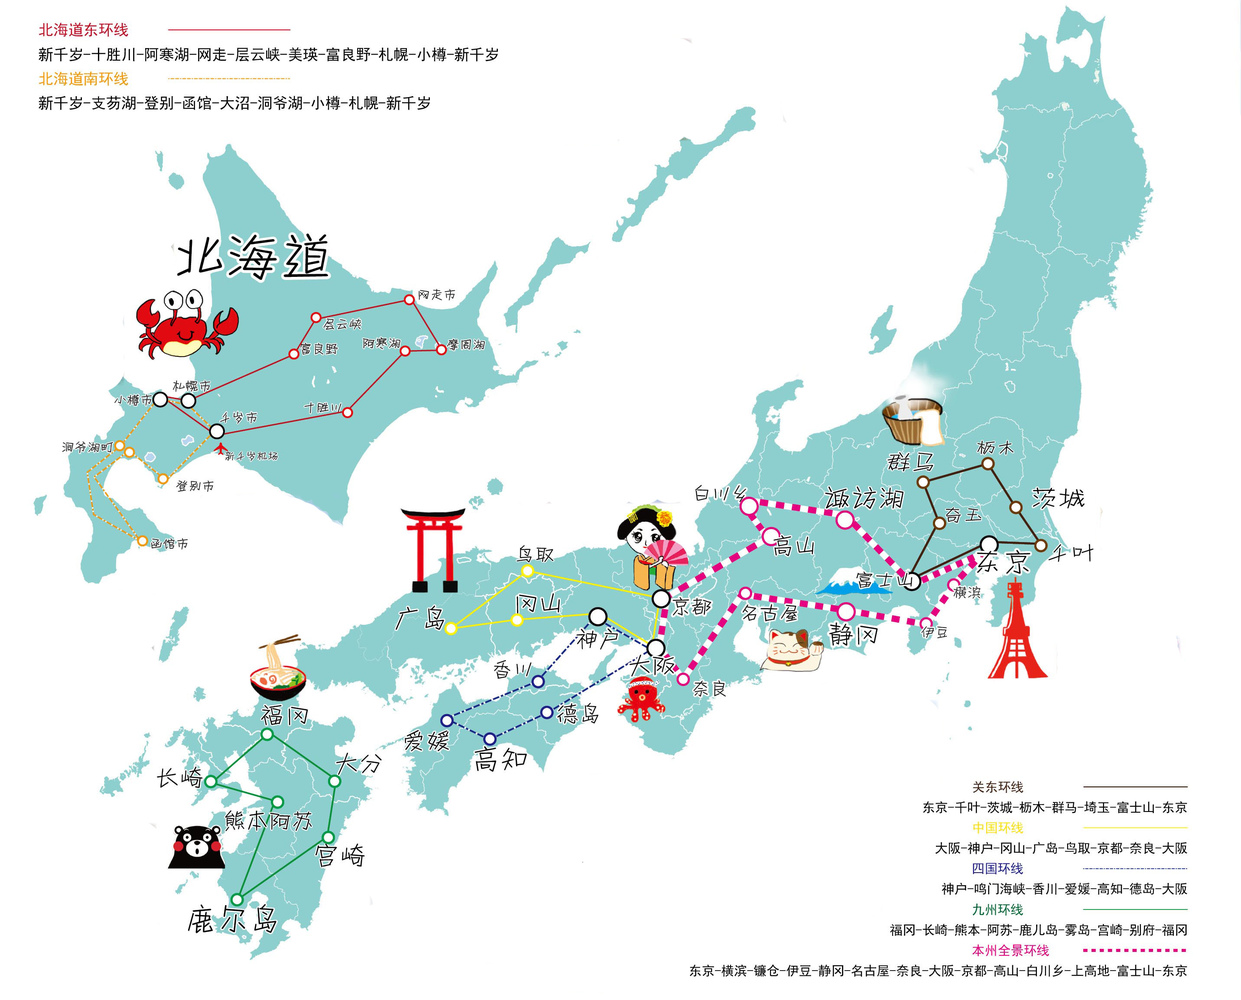 北海道东环线
新千岁-十胜川-阿寒湖-网走-层云峡-美瑛-富良野-札幌-小樽-新千岁
北海道南环线
新千岁-支芴湖-登别-函馆-大沼-洞爷湖-小樽-札幌-新千岁
北海道
网走市
层云峡
富良野
阿寒湖
摩周湖
札幌市
小樽市
十胜川
千岁市
洞爷湖町
新千岁机场
登别市
函馆市
群马
枥木
白川乡
诹访湖
茨城
奇玉
高山
东京
千叶
鸟取
富士山
横滨
广岛
冈山
京都
名古屋
静冈
伊豆
神户
大阪
香川
奈良
德岛
爱媛
高知
福冈
长崎
大分
熊本阿苏
宫崎
鹿尔岛
关东环线
东京-千叶-茨城-枥木-群马-埼玉-富士山-东京
中国环线
大阪-神户-冈山-广岛-鸟取-京都-奈良-大阪
四国环线
神户-鸣门海峡-香川-爱媛-高知-德岛-大阪
九州环线
福冈-长崎-熊本-阿苏-鹿儿岛-雾岛-宫崎-别府-福冈
本州全景环线
东京-横滨-镰仓-伊豆-静冈-名古屋-奈良-大阪-京都-高山-白川乡-上高地-富士山-东京